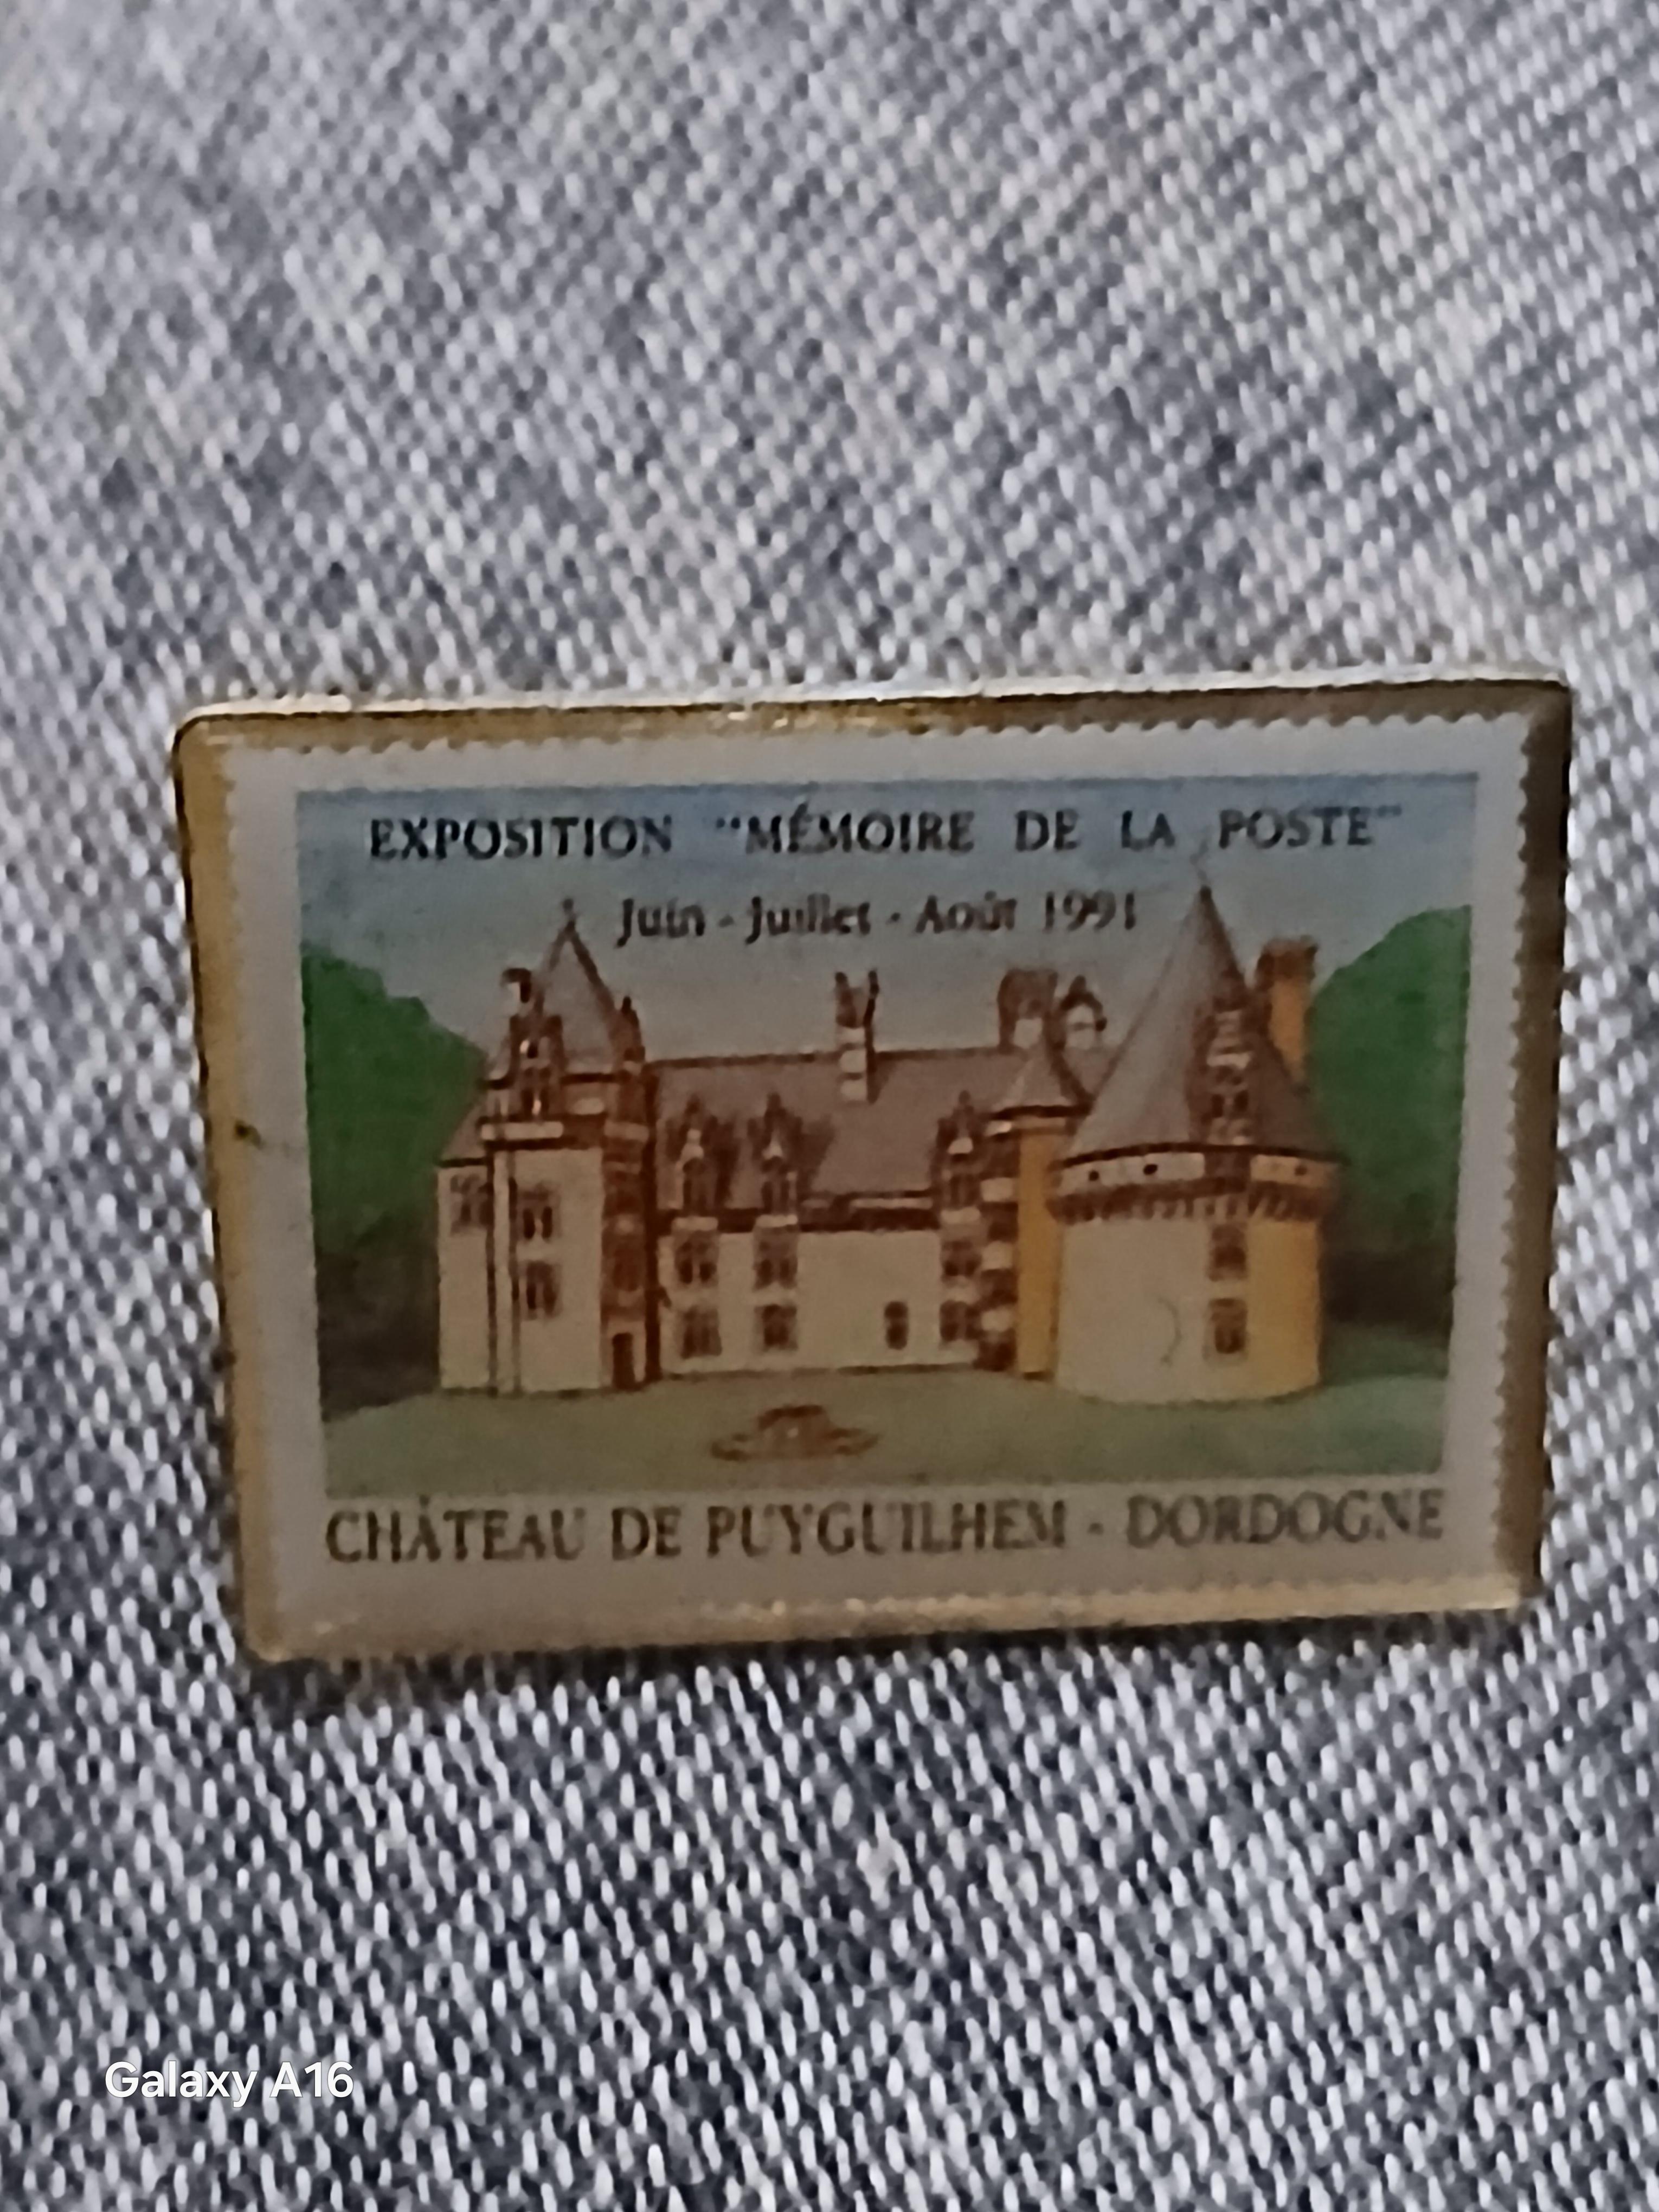 EXPOSITION "MÉMOIRE DE LA POSTE"
Juin - Juillet - Août 1991
CHÂTEAU DE PUYGUILHEM - DORDOGNE
Galaxy A16